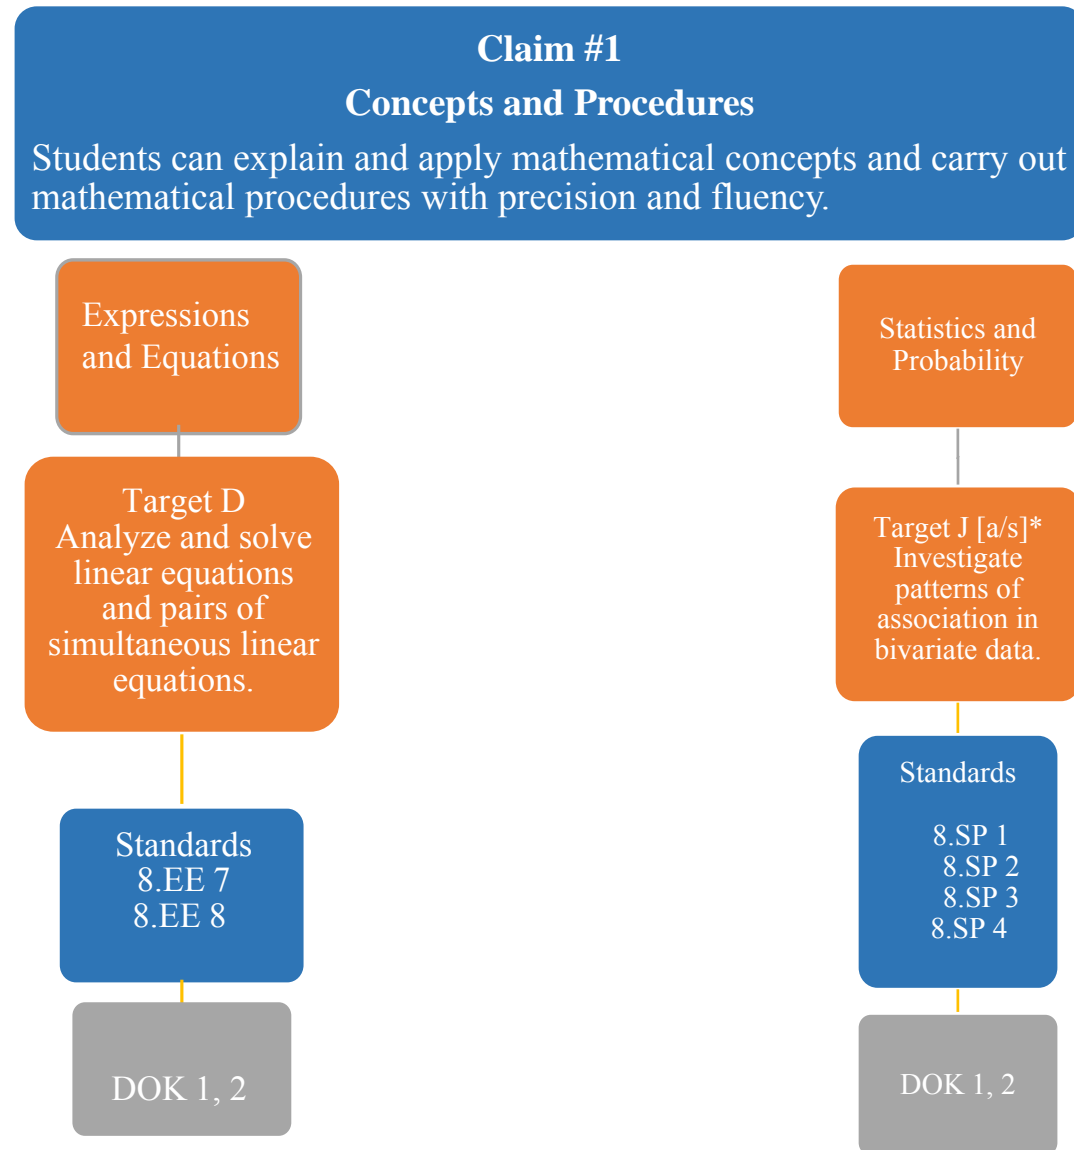 Claim #1
Concepts and Procedures
Students can explain and apply mathematical concepts and carry out
mathematical procedures with precision and fluency.
Expressions
and Equations
Target D
Analyze and solve
linear equations
and pairs of
simultaneous linear
equations.
Standards
8.EE 7
8.EE 8
DOK 1, 2
Statistics and
Probability
Target J [a/s]*
Investigate
patterns of
association in
bivariate data.
Standards
8.SP 1
8.SP 2
8.SP 3
8.SP 4
DOK 1, 2